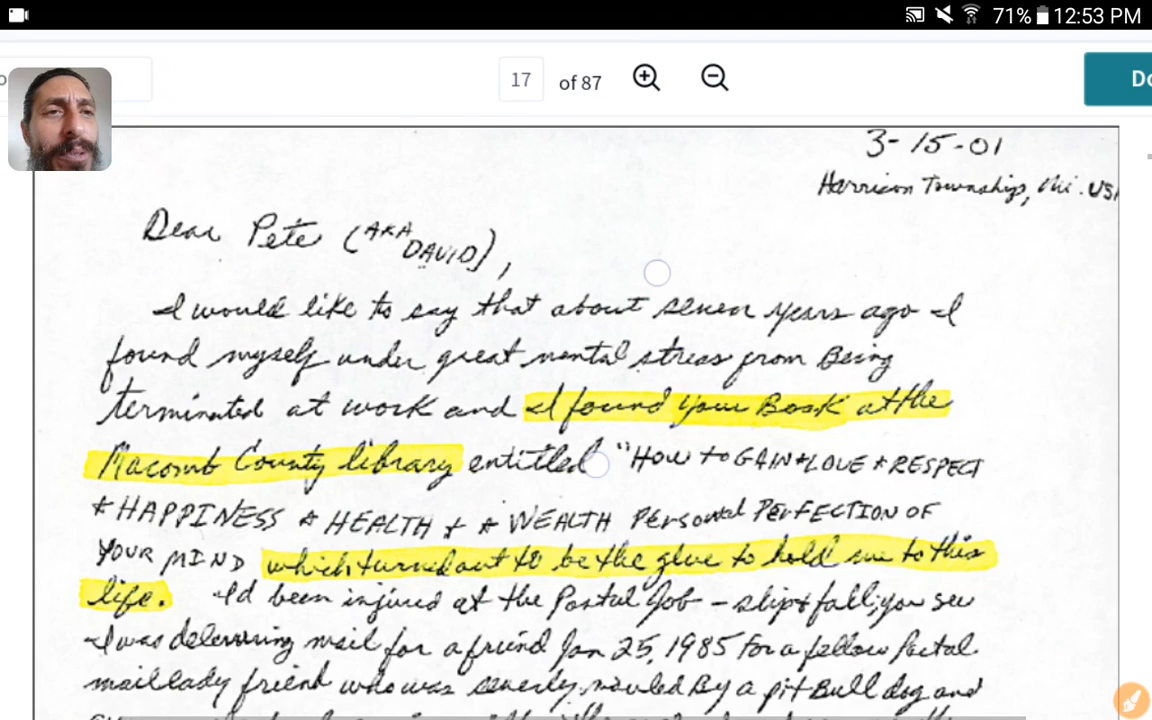 71% 12:53 PM
17 of 87
Do
3-15-01
Harrison Township, Mi. US
Dear Pete (AKA DAVID),
I would like to say that about seven years ago I
found myself under great mental stress from Being
terminated at work and I found your Book at the
Macomb County library entitled "HOW to GAIN*LOVE*RESPECT
*HAPPINESS * HEALTH + * WEALTH Personal PERFECTION OF
YOUR MIND which turned out to be the glue to hold me to this
life. I'd been injured at the Postal Job - slip & fall; you see
I was delivering mail for a friend Jan 25, 1985 For a fellow Postal
mail lady friend who was severly mauled By a pit Bull dog and